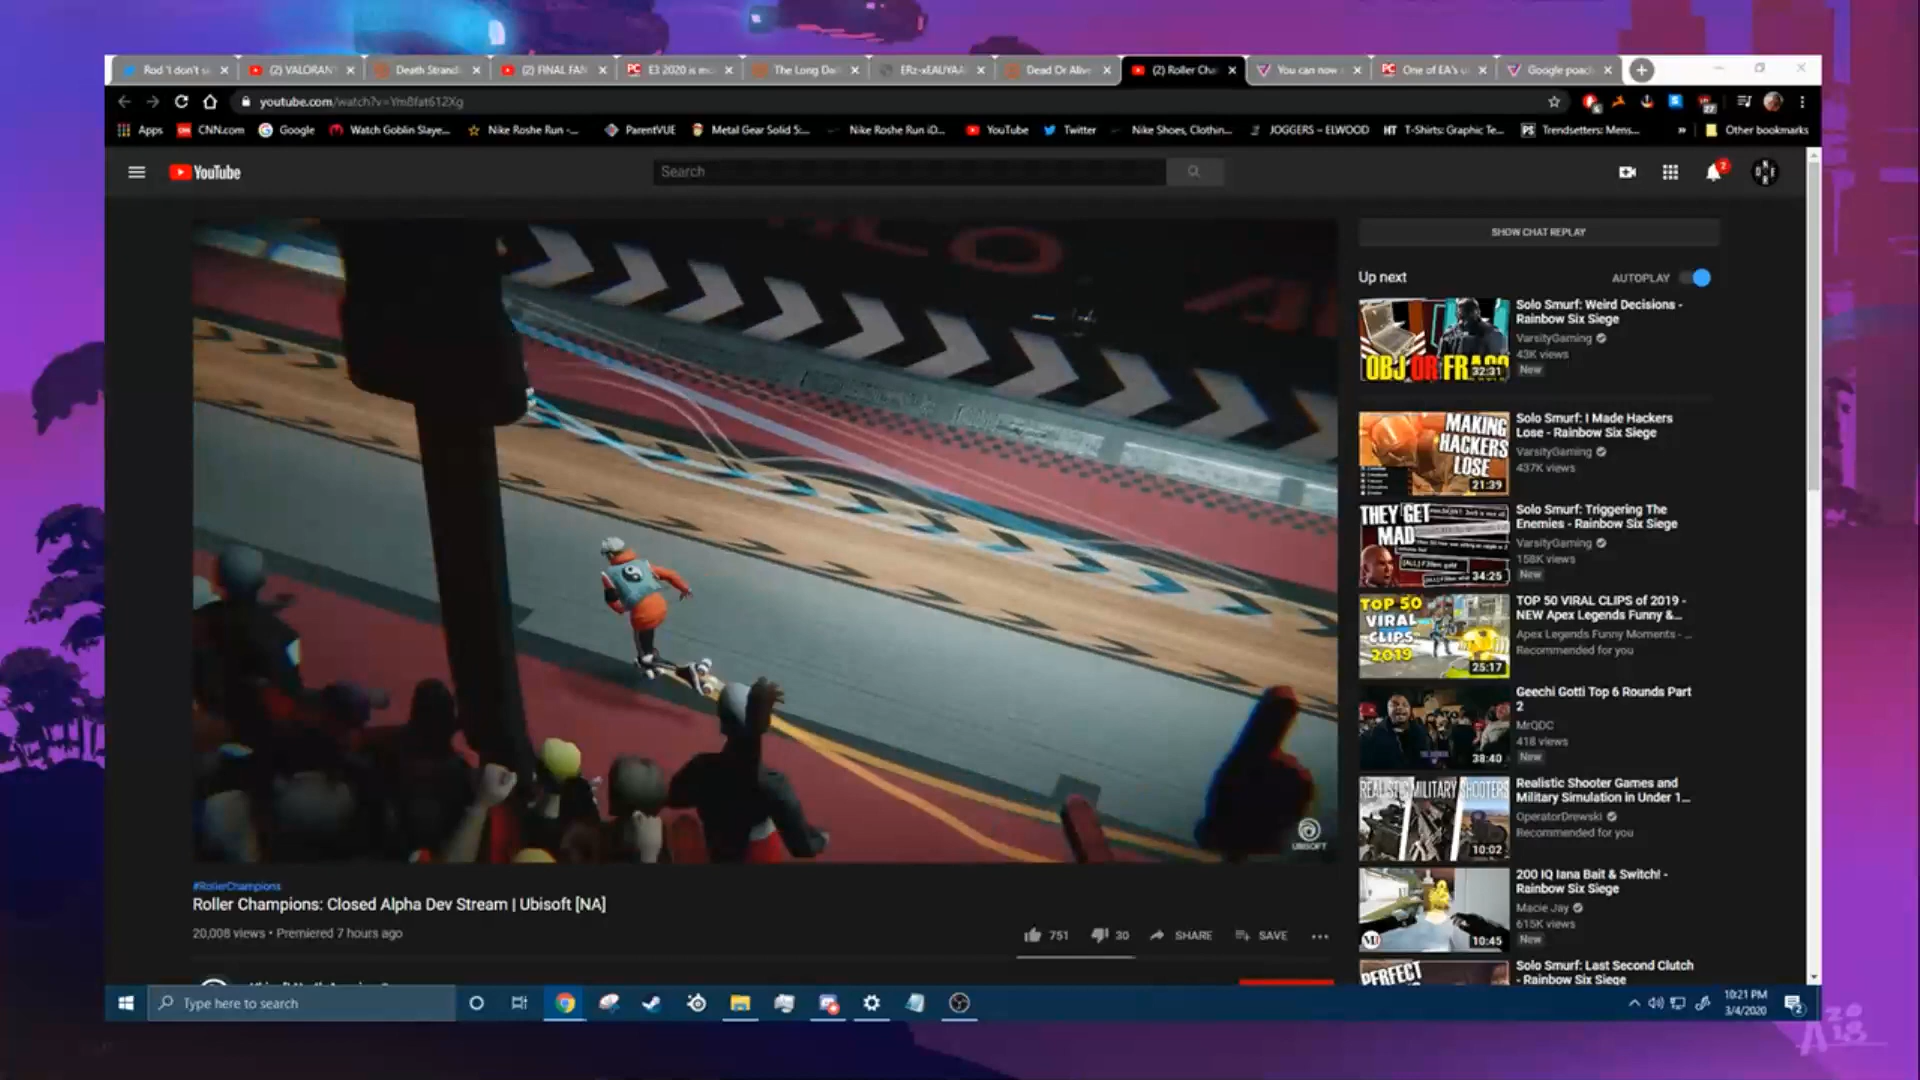 Rod 'I don't s
(2) VALORAN
Death Strandi
(2) FINAL FAN
E3 2020 is mo
The Long Da
ERz-xEAUYAA
Dead Or Alive
(2) Roller Cha
You can now
One of EA's u
Google poach
youtube.com/watch?v=Ym8fat612Xg
Apps
CNN.com
Google
Watch Goblin Slaye...
Nike Roshe Run -...
ParentVUE
Metal Gear Solid 5:...
Nike Roshe Run iD...
YouTube
Twitter
Nike Shoes, Clothin...
JOGGERS – ELWOOD
HT T-Shirts: Graphic Te...
PS Trendsetters: Mens...
Other bookmarks
YouTube
Search
2
SHOW CHAT REPLAY
Up next
AUTOPLAY
OBJ OR FRAGS
32:31
Solo Smurf: Weird Decisions -
Rainbow Six Siege
VarsityGaming
43K views
New
MAKING
HACKERS
LOSE
21:39
Solo Smurf: I Made Hackers
Lose - Rainbow Six Siege
VarsityGaming
437K views
THEY GET
MAD
34:25
Solo Smurf: Triggering The
Enemies - Rainbow Six Siege
VarsityGaming
158K views
New
TOP 50
VIRAL
CLIPS
2019
25:17
TOP 50 VIRAL CLIPS of 2019 -
NEW Apex Legends Funny &...
Apex Legends Funny Moments - ...
Recommended for you
38:40
Geechi Gotti Top 6 Rounds Part
2
MrQDC
418 views
New
REALISTIC MILITARY SHOOTERS
10:02
Realistic Shooter Games and
Military Simulation in Under 1...
OperatorDrewski
Recommended for you
10:45
200 IQ Iana Bait & Switch! -
Rainbow Six Siege
Macie Jay
615K views
New
PERFECT
Solo Smurf: Last Second Clutch
- Rainbow Six Siege
UBISOFT
#RollerChampions
Roller Champions: Closed Alpha Dev Stream | Ubisoft [NA]
20,008 views • Premiered 7 hours ago
751
30
SHARE
SAVE
Type here to search
10:21 PM
3/4/2020
2